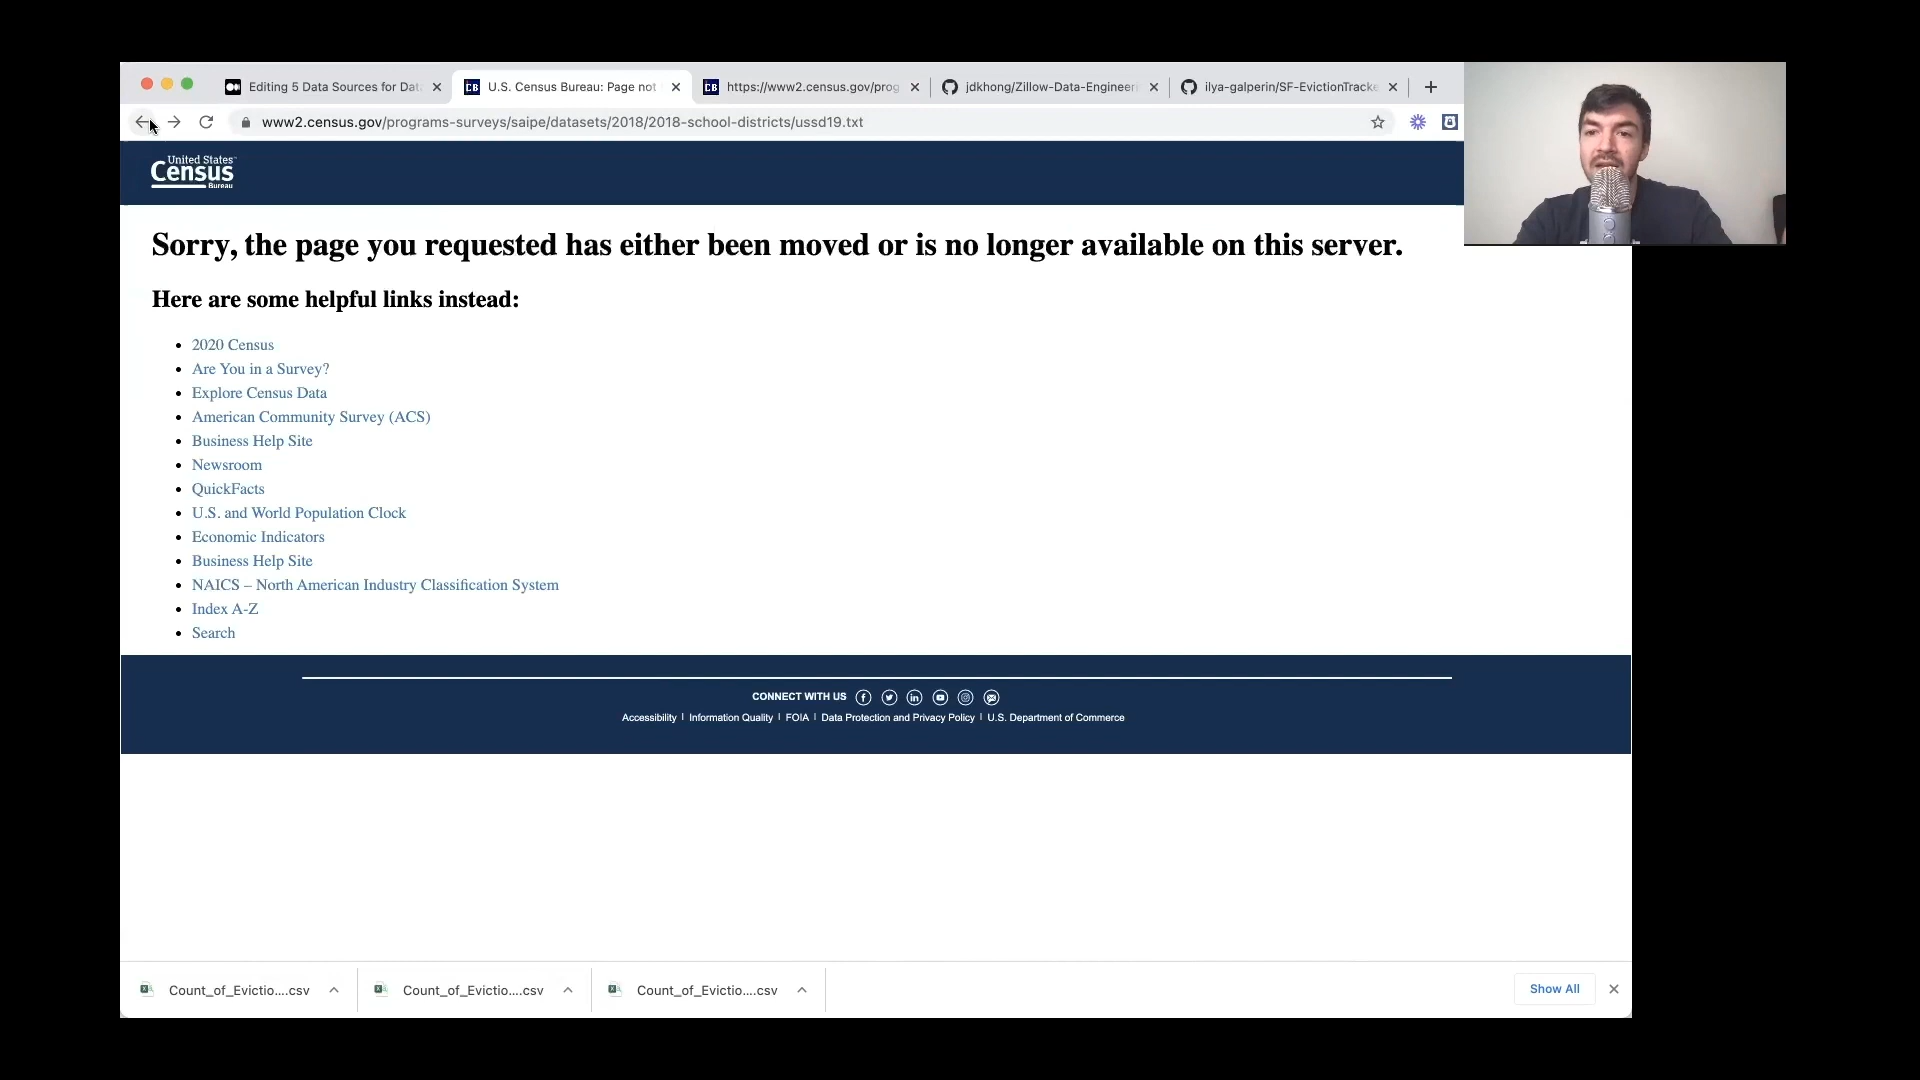 Editing 5 Data Sources for Dat
U.S. Census Bureau: Page not
CB
https://www2.census.gov/prog
CB
jdkhong/Zillow-Data-Engineeri
ilya-galperin/SF-EvictionTracke
www2.census.gov/programs-surveys/saipe/datasets/2018/2018-school-districts/ussd19.txt
United States™
Census
Bureau
Sorry, the page you requested has either been moved or is no longer available on this server.
Here are some helpful links instead:
2020 Census
Are You in a Survey?
Explore Census Data
American Community Survey (ACS)
Business Help Site
Newsroom
QuickFacts
U.S. and World Population Clock
Economic Indicators
Business Help Site
NAICS – North American Industry Classification System
Index A-Z
Search
CONNECT WITH US
Accessibility | Information Quality | FOIA | Data Protection and Privacy Policy | U.S. Department of Commerce
Count_of_Evictio....csv
Count_of_Evictio....csv
Count_of_Evictio....csv
Show All